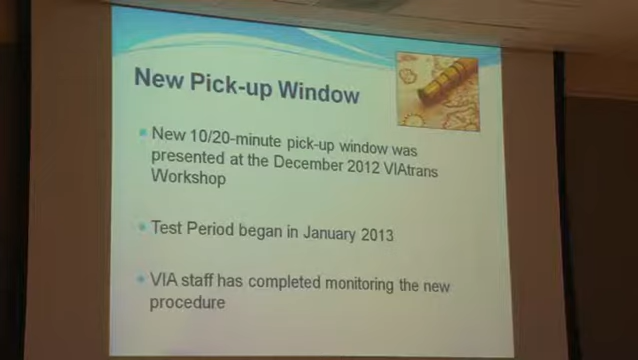 New Pick-up Window
New 10/20-minute pick-up window was
presented at the December 2012 VIAtrans
Workshop
Test Period began in January 2013
VIA staff has completed monitoring the new
procedure